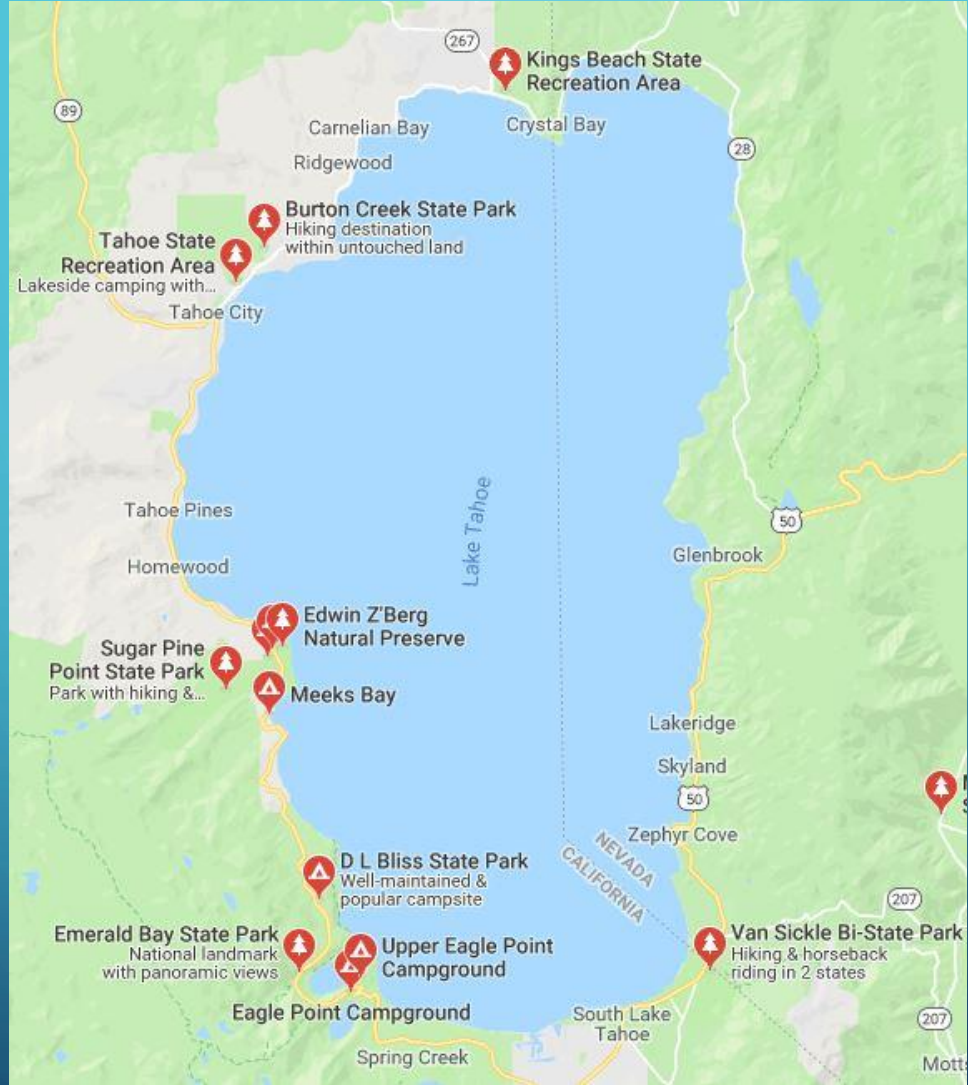 267
Kings Beach State
Recreation Area
89
Carnelian Bay
Crystal Bay
28
Ridgewood
Burton Creek State Park
Hiking destination
within untouched land
Tahoe State
Recreation Area
Lakeside camping with...
Tahoe City
Lake Tahoe
Tahoe Pines
50
Glenbrook
Homewood
Edwin Z'Berg
Natural Preserve
Sugar Pine
Point State Park
Park with hiking &...
Meeks Bay
Lakeridge
Skyland
50
Zephyr Cove
NEVADA
CALIFORNIA
D L Bliss State Park
Well-maintained &
popular campsite
207
Emerald Bay State Park
National landmark
with panoramic views
Upper Eagle Point
Campground
Van Sickle Bi-State Park
Hiking & horseback
riding in 2 states
Eagle Point Campground
South Lake
Tahoe
207
Spring Creek